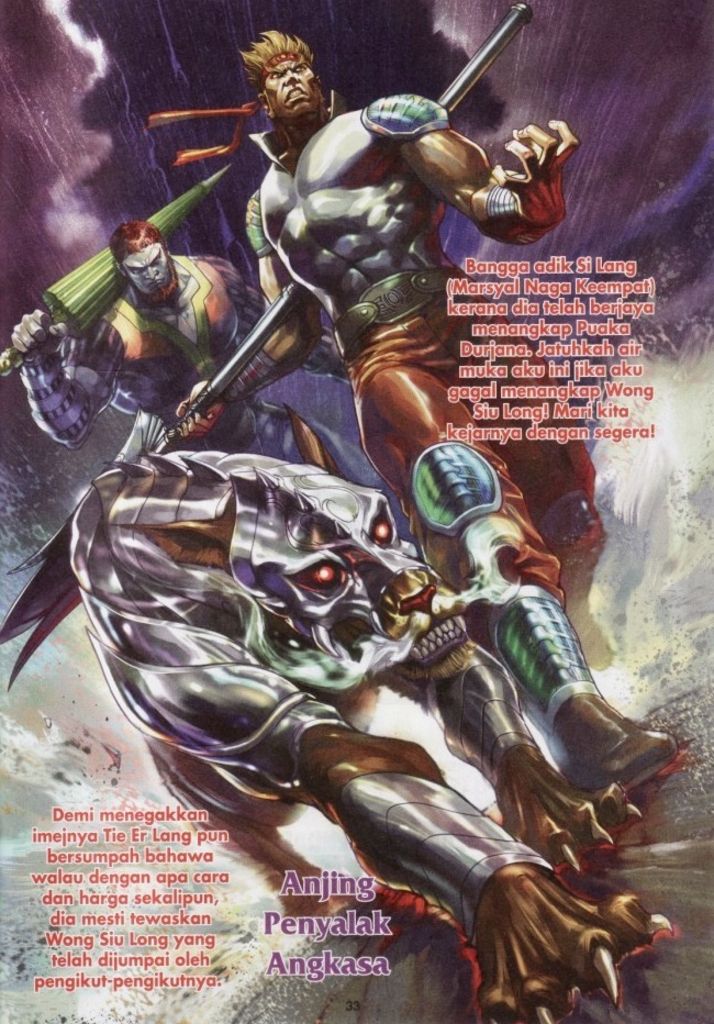 Bangga adik Si Lang
(Marsyal Naga Keempat)
kerana dia telah berjaya
menangkap Puaka
Durjana. Jatuhkah air
muka aku ini jika aku
gagal menangkap Wong
Siu Long! Mari kita
kejarnya dengan segera!
Demi menegakkan
imejnya Tie Er Lang pun
bersumpah bahawa
walau dengan apa cara
dan harga sekalipun,
dia mesti tewaskan
Wong Siu Long yang
telah dijumpai oleh
pengikut-pengikutnya.
Anjing
Penyalak
Angkasa
33